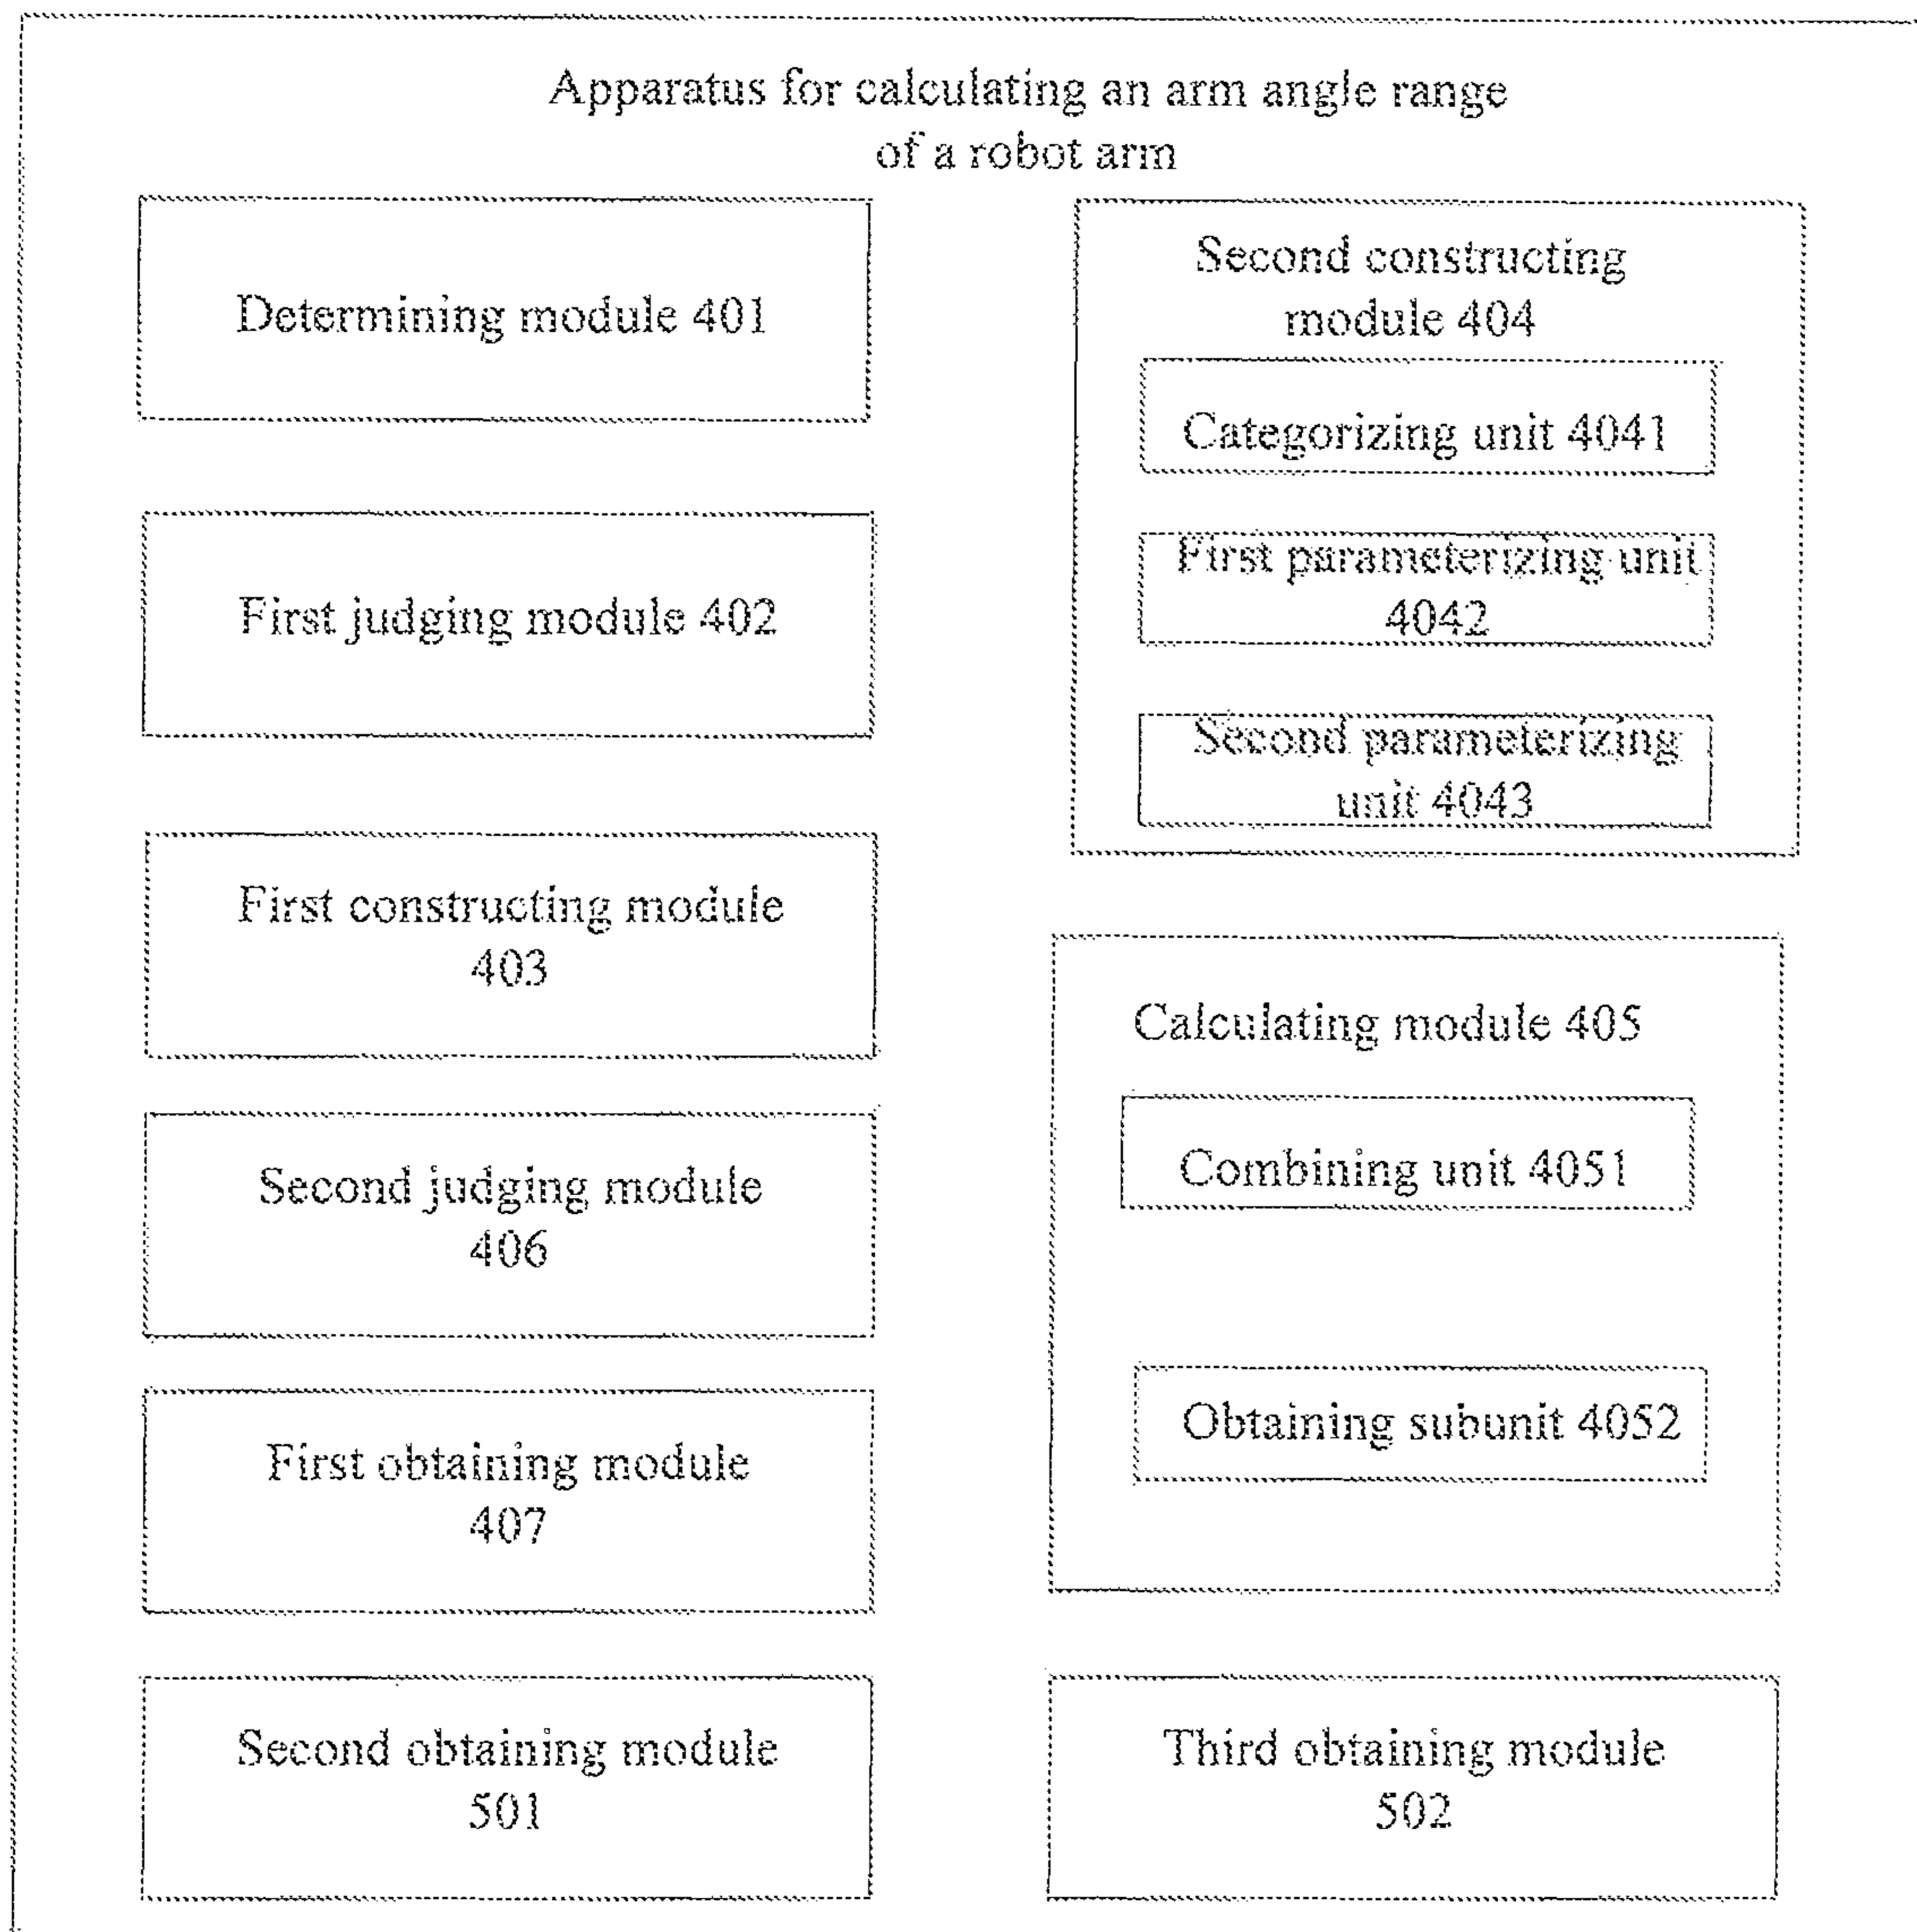 Apparatus for calculating an arm angle range
of a robot arm
Determining module 401
First judging module 402
First constructing module
403
Second judging module
406
First obtaining module
407
Second obtaining module
501
Second constructing
module 404
Categorizing unit 4041
First parameterizing unit
4042
Second parameterizing
unit 4043
Calculating module 405
Combining unit 4051
Obtaining subunit 4052
Third obtaining module
502